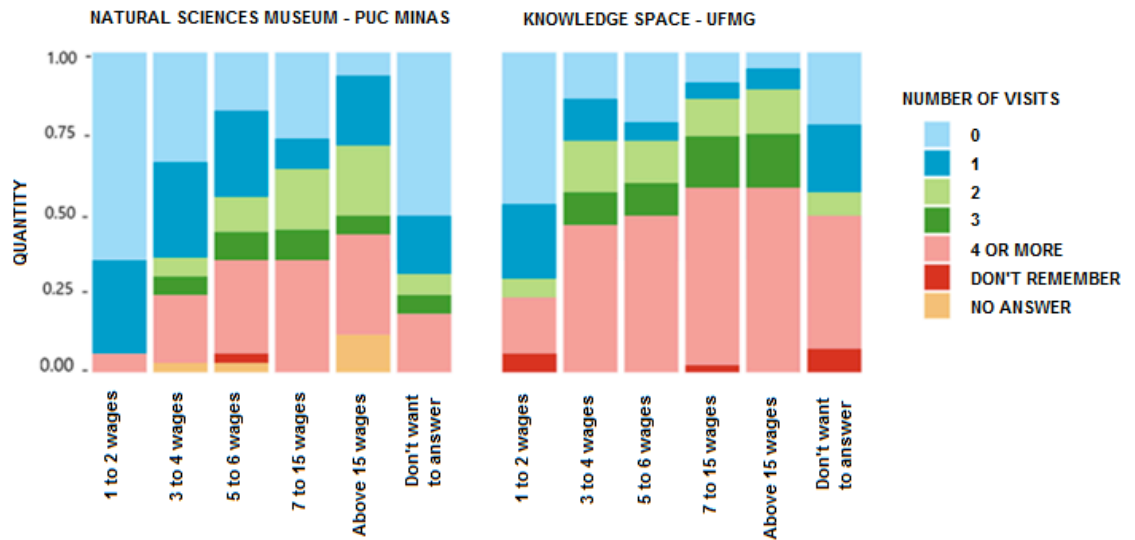 NATURAL SCIENCES MUSEUM - PUC MINAS
KNOWLEDGE SPACE - UFMG
QUANTITY
1.00
0.75
0.50
0.25
0.00
1 to 2 wages
3 to 4 wages
5 to 6 wages
7 to 15 wages
Above 15 wages
Don't want
to answer
1 to 2 wages
3 to 4 wages
5 to 6 wages
7 to 15 wages
Above 15 wages
Don't want
to answer
NUMBER OF VISITS
0
1
2
3
4 OR MORE
DON'T REMEMBER
NO ANSWER